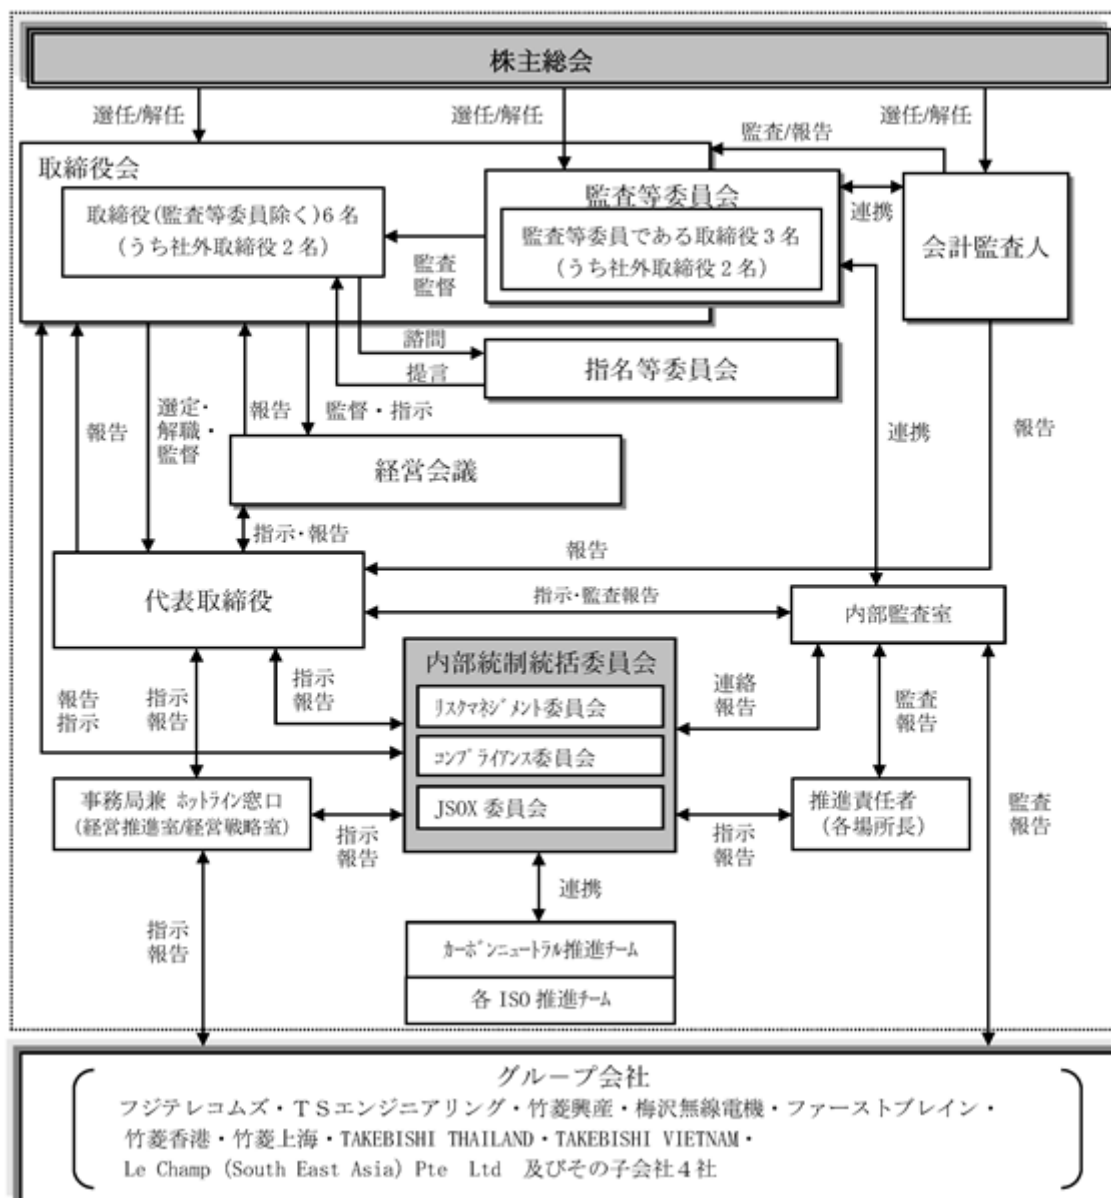 株主総会
選任/解任
選任/解任
選任/解任
監査/報告
取締役会
取締役(監査等委員除く)6名
(うち社外取締役2名)
監査等委員会
監査等委員である取締役3名
(うち社外取締役2名)
連携
会計監査人
監査
監督
諮問
提言
指名等委員会
報告
選定・
解職・
監督
報告
監督・指示
連携
報告
経営会議
指示・報告
報告
代表取締役
指示・監査報告
内部監査室
内部統制統括委員会
リスクマネジメント委員会
コンプライアンス委員会
JSOX 委員会
報告
指示
指示
報告
指示
報告
連絡
報告
監査
報告
事務局兼 ホットライン窓口
(経営推進室/経営戦略室)
指示
報告
指示
報告
推進責任者
(各場所長)
監査
報告
連携
指示
報告
カーボンニュートラル推進チーム
各 ISO 推進チーム
グループ会社
フジテレコムズ・TSエンジニアリング・竹菱興産・梅沢無線電機・ファーストブレイン・
竹菱香港・竹菱上海・TAKEBISHI THAILAND・TAKEBISHI VIETNAM・
Le Champ (South East Asia) Pte Ltd 及びその子会社4社